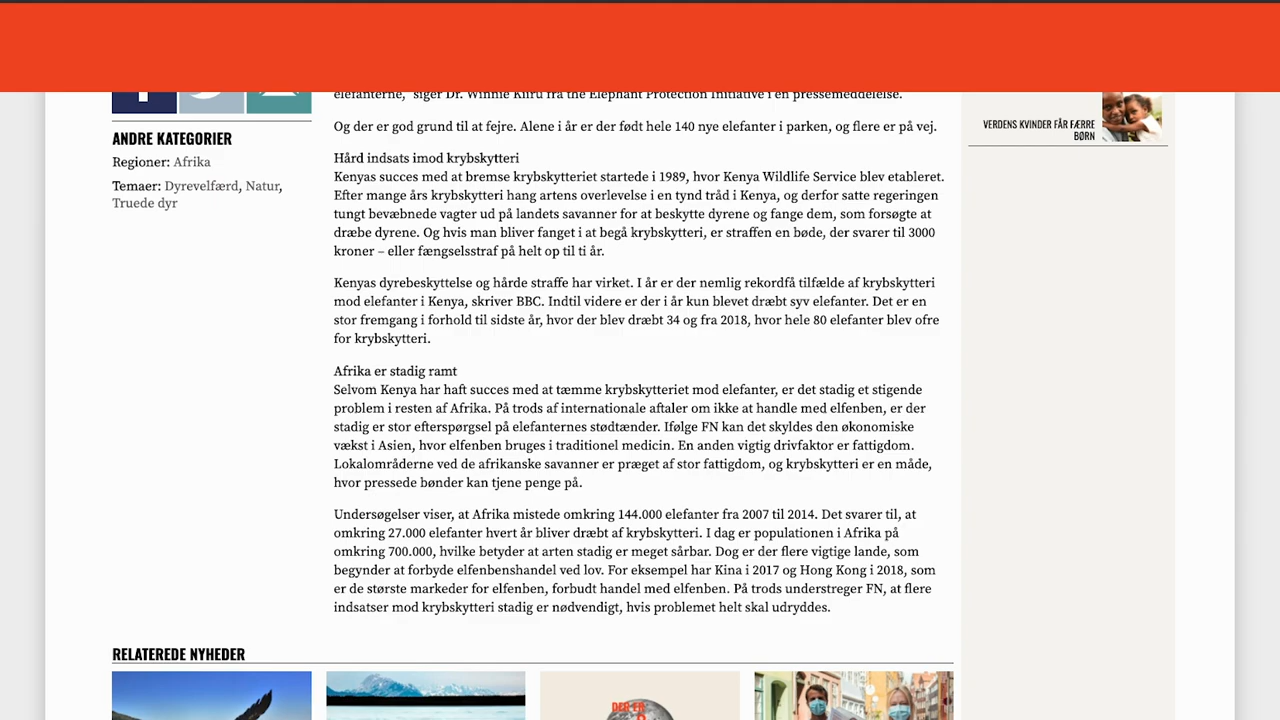 elefanterne," siger Dr. Winnie Kiiru fra the Elephant Protection Initiative i en pressemeddelelse.
Og der er god grund til at fejre. Alene i år er der født hele 140 nye elefanter i parken, og flere er på vej.
Hård indsats imod krybskytteri
Kenyas succes med at bremse krybskytteriet startede i 1989, hvor Kenya Wildlife Service blev etableret.
Efter mange års krybskytteri hang artens overlevelse i en tynd tråd i Kenya, og derfor satte regeringen
tungt bevæbnede vagter ud på landets savanner for at beskytte dyrene og fange dem, som forsøgte at
dræbe dyrene. Og hvis man bliver fanget i at begå krybskytteri, er straffen en bøde, der svarer til 3000
kroner – eller fængselsstraf på helt op til ti år.
Kenyas dyrebeskyttelse og hårde straffe har virket. I år er der nemlig rekordfå tilfælde af krybskytteri
mod elefanter i Kenya, skriver BBC. Indtil videre er der i år kun blevet dræbt syv elefanter. Det er en
stor fremgang i forhold til sidste år, hvor der blev dræbt 34 og fra 2018, hvor hele 80 elefanter blev ofre
for krybskytteri.
Afrika er stadig ramt
Selvom Kenya har haft succes med at tæmme krybskytteriet mod elefanter, er det stadig et stigende
problem i resten af Afrika. På trods af internationale aftaler om ikke at handle med elfenben, er der
stadig er stor efterspørgsel på elefanternes stødtænder. Ifølge FN kan det skyldes den økonomiske
vækst i Asien, hvor elfenben bruges i traditionel medicin. En anden vigtig drivfaktor er fattigdom.
Lokalområderne ved de afrikanske savanner er præget af stor fattigdom, og krybskytteri er en måde,
hvor pressede bønder kan tjene penge på.
Undersøgelser viser, at Afrika mistede omkring 144.000 elefanter fra 2007 til 2014. Det svarer til, at
omkring 27.000 elefanter hvert år bliver dræbt af krybskytteri. I dag er populationen i Afrika på
omkring 700.000, hvilke betyder at arten stadig er meget sårbar. Dog er der flere vigtige lande, som
begynder at forbyde elfenbenshandel ved lov. For eksempel har Kina i 2017 og Hong Kong i 2018, som
er de største markeder for elfenben, forbudt handel med elfenben. På trods understreger FN, at flere
indsatser mod krybskytteri stadig er nødvendigt, hvis problemet helt skal udryddes.
ANDRE KATEGORIER
Regioner: Afrika
Temaer: Dyrevelfærd, Natur,
Truede dyr
VERDENS KVINDER FÅR FÆRRE
BØRN
RELATEREDE NYHEDER
DER ER